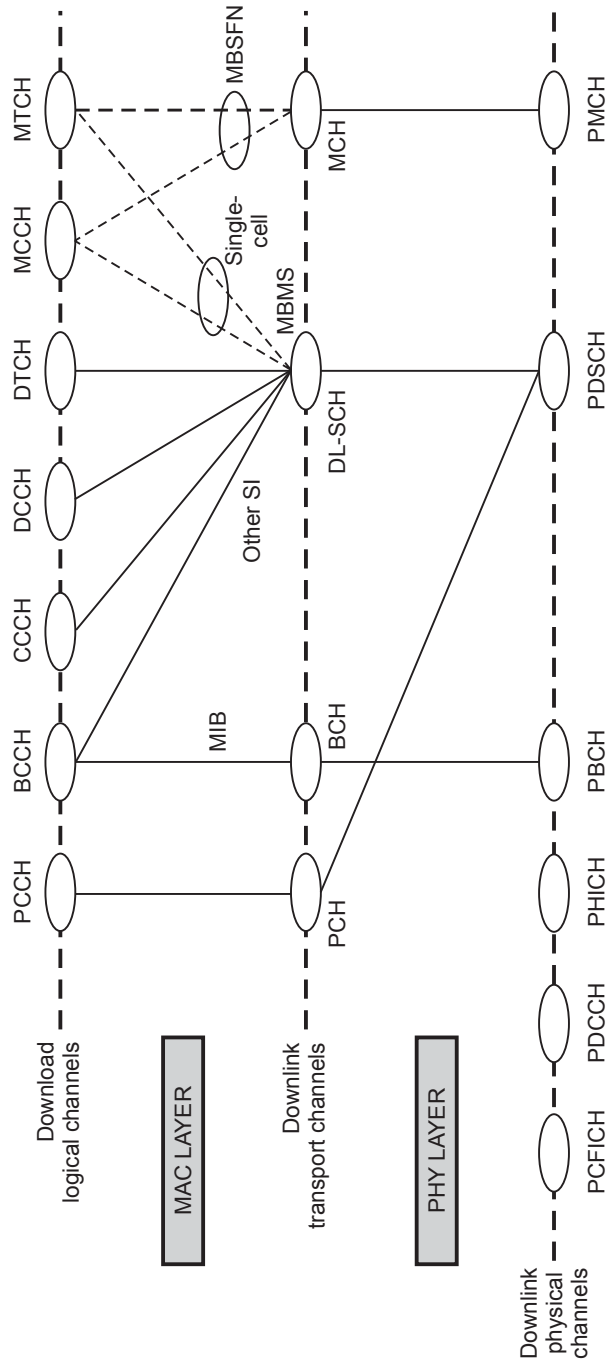 PCCH
BCCH
CCCH
DCCH
DTCH
MCCH
MTCH
Download
logical channels
MAC LAYER
MIB
Other SI
Single-
cell
MBSFN
MBMS
Downlink
transport channels
PCH
BCH
DL-SCH
MCH
PHY LAYER
Downlink
physical
channels
PCFICH
PDCCH
PHICH
PBCH
PDSCH
PMCH